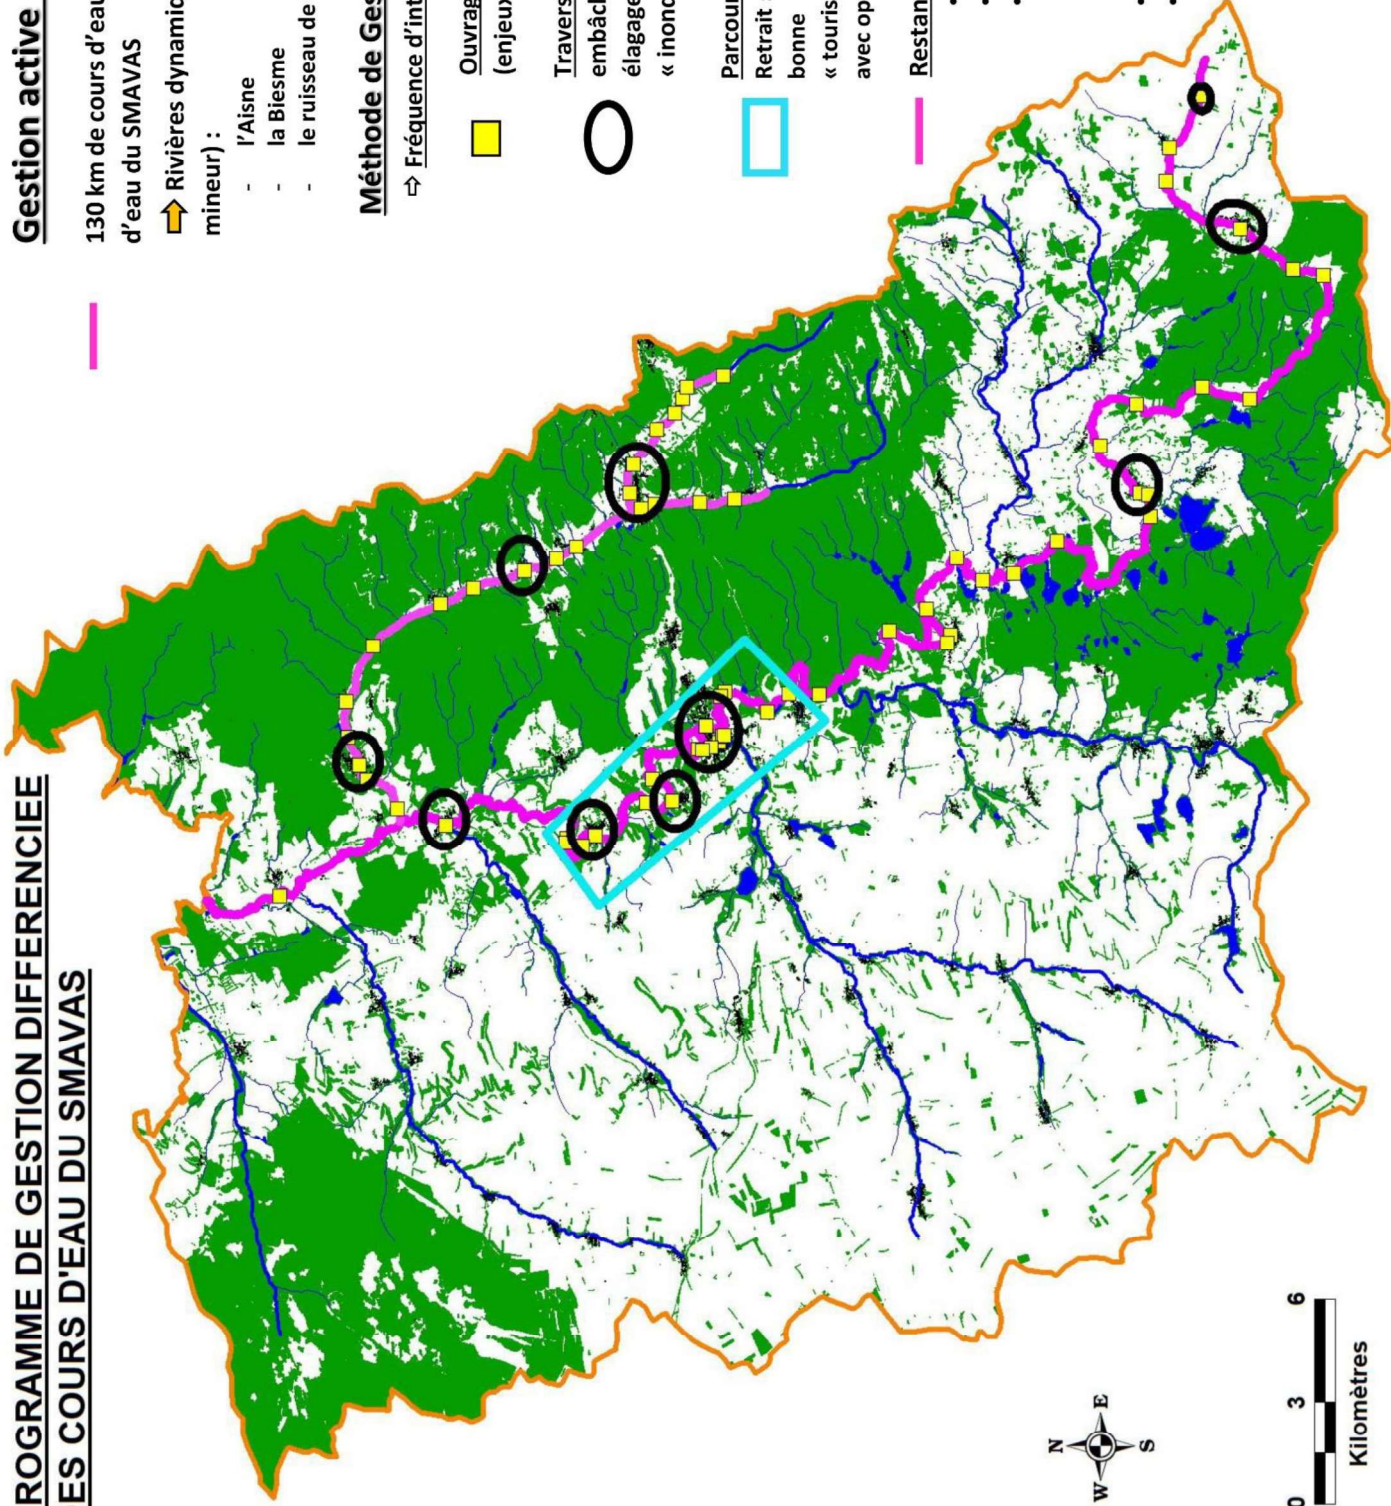 ROGRAMME DE GESTION DIFFERENCIEE
ES COURS D'EAU DU SMAVAS
Gestion active
130 km de cours d'eau
d'eau du SMAVAS
Rivières dynamic
mineur) :
- l'Aisne
- la Biesme
- le ruisseau de
Méthode de Ges
⇨ Fréquence d'int
Ouvrag
(enjeux
Travers
embâcl
élagage
« inond
Parcour
Retrait s
bonne
« touris
avec op
Restan
N
W E
S
0 3 6
Kilomètres